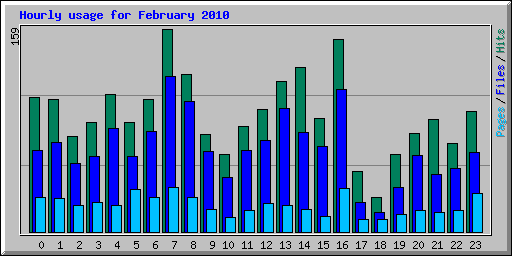 Hourly usage for February 2010
159
Pages / Files / Hits
0 1 2 3 4 5 6 7 8 9 10 11 12 13 14 15 16 17 18 19 20 21 22 23